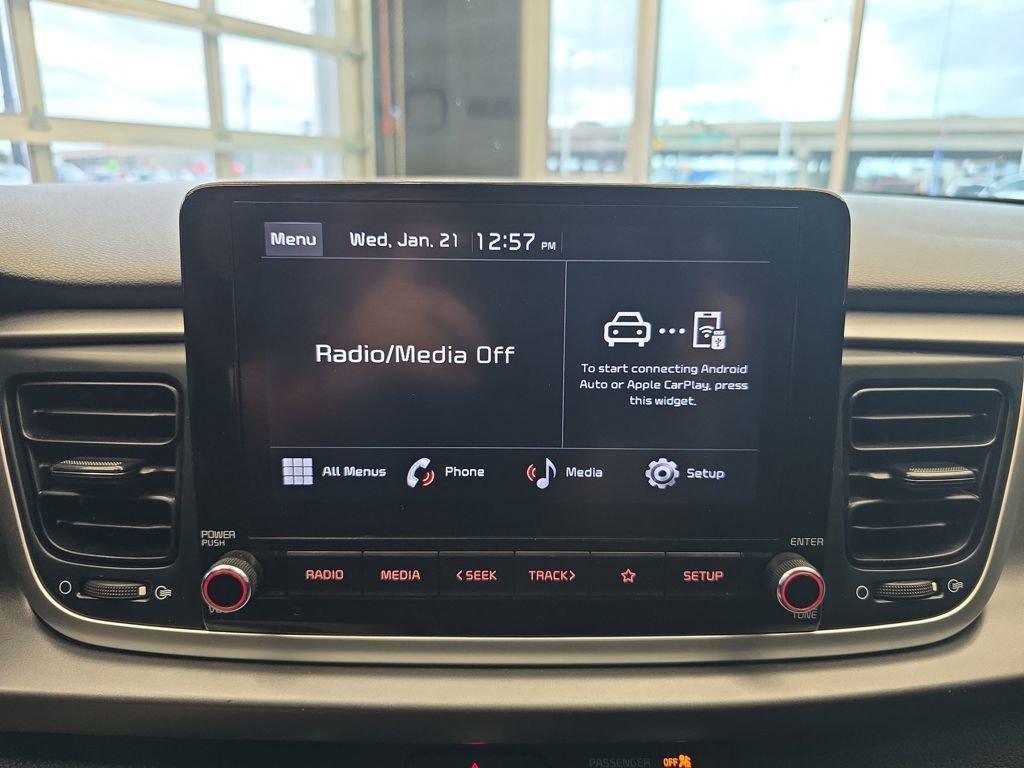 Menu Wed, Jan. 21 12:57 PM
Radio/Media Off
To start connecting Android
Auto or Apple CarPlay, press
this widget.
All Menus Phone Media Setup
POWER
PUSH
ENTER
RADIO MEDIA <SEEK TRACK> SETUP
TUNE
PASSENGER OFF